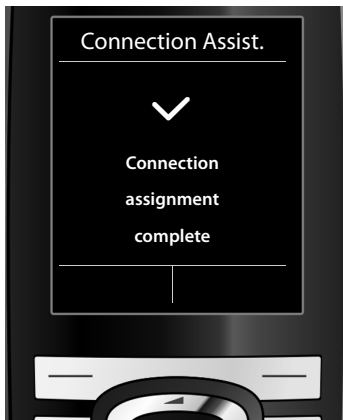 Connection Assist.
Connection
assignment
complete